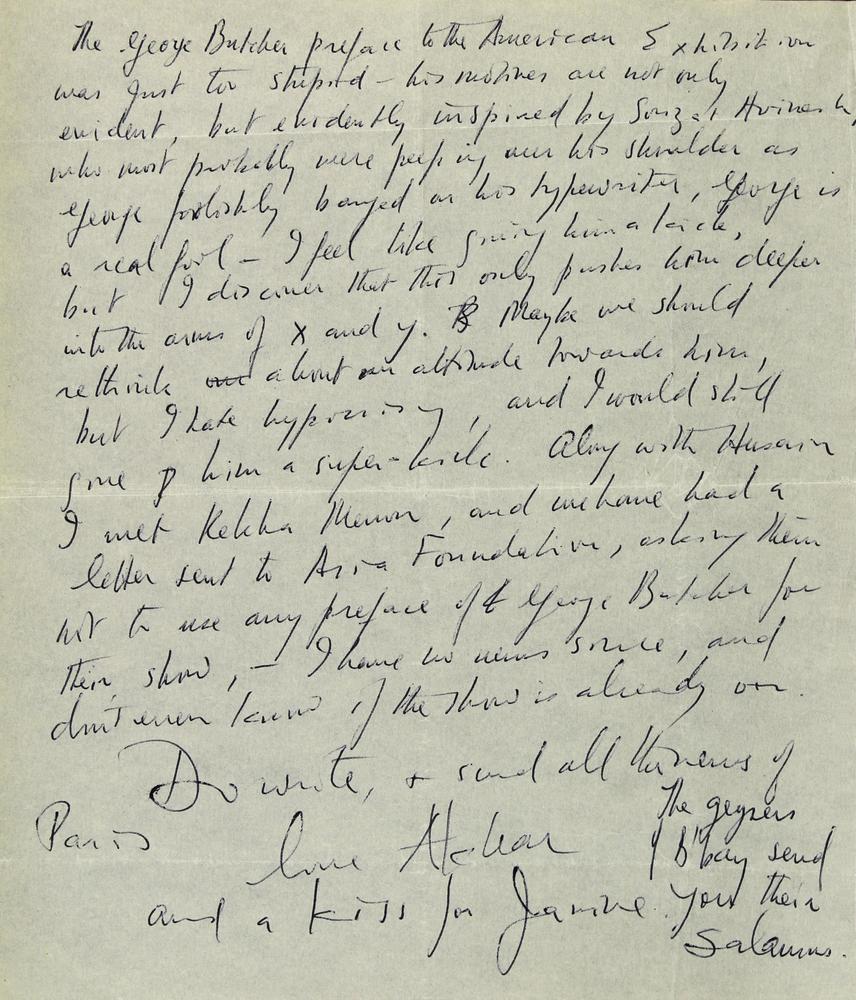 The George Butcher preface to the American Exhibition
was just too stupid – his motives are not only
evident, but evidently inspired by Souza + Avinash,
who most probably were peeping over his shoulder as
George foolishly banged on his typewriter, George is
a real fool – I feel like giving him a kick,
but I discover that this only pushes him deeper
into the arms of X and y. Maybe we should
rethink about our attitude towards him,
but I hate hypocrisy, and I would still
give him a super-kick. Along with Husain
I met Rekha Menon, and we have had a
letter sent to Asia Foundation, asking them
not to use any preface of George Butcher for
their show, – I have no news since, and
don't even know if the show is already on.
Do write, + send all the news of
Paris
love Akbar
and a kiss for Janine.
The geysers
of B'bay send
you their
Salaams.